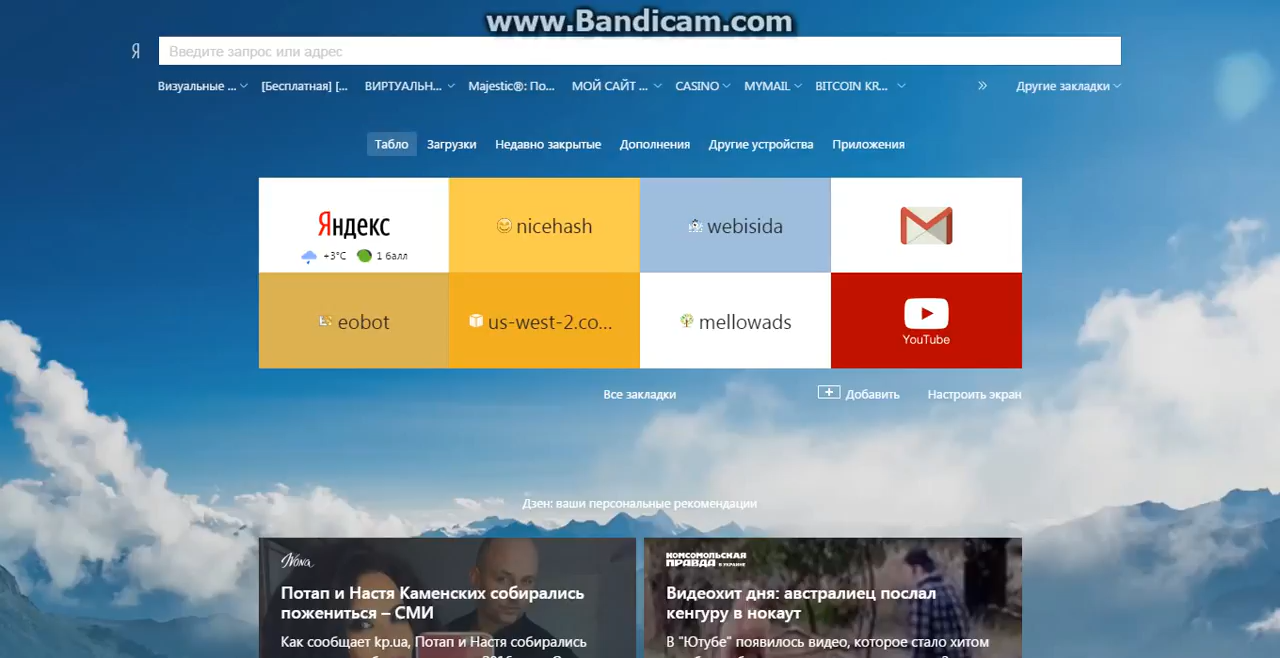 www.Bandicam.com
Я Введите запрос или адрес
Визуальные ... [Бесплатная] [... ВИРТУАЛЬН... Majestic®: По... МОЙ САЙТ ... CASINO MYMAIL BITCOIN KR... » Другие закладки
Табло Загрузки Недавно закрытые Дополнения Другие устройства Приложения
Яндекс
+3°C 1 балл
nicehash
webisida
eobot
us-west-2.co...
mellowads
YouTube
Все закладки Добавить Настроить экран
Дзен: ваши персональные рекомендации
Nona
Потап и Настя Каменских собирались
пожениться – СМИ
Как сообщает kp.ua, Потап и Настя собирались
КОМСОМОЛЬСКАЯ
ПРАВДА В УКРАИНЕ
Видеохит дня: австралиец послал
кенгуру в нокаут
В "Ютубе" появилось видео, которое стало хитом